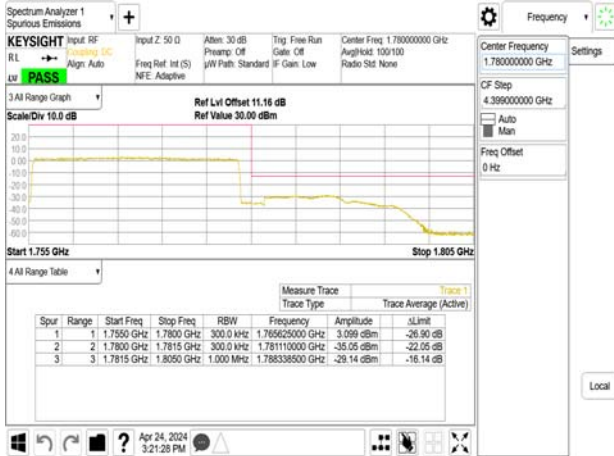 Spectrum Analyzer 1
Spurious Emissions
Frequency
KEYSIGHT
RL
PASS
Input: RF
Coupling: DC
Align: Auto
Input Z: 50 Ω
Freq Ref: Int (S)
NFE: Adaptive
Atten: 30 dB
Preamp: Off
µW Path: Standard
Trig: Free Run
Gate: Off
IF Gain: Low
Center Freq: 1.780000000 GHz
Avg|Hold: 100/100
Radio Std: None
Center Frequency
1.780000000 GHz
Settings
CF Step
4.399000000 GHz
Auto
Man
Freq Offset
0 Hz
3 All Range Graph
Scale/Div 10.0 dB
Ref Lvl Offset 11.16 dB
Ref Value 30.00 dBm
20.0
10.0
0.00
-10.0
-20.0
-30.0
-40.0
-50.0
-60.0
Start 1.755 GHz
Stop 1.805 GHz
4 All Range Table
Measure Trace Trace 1
Trace Type Trace Average (Active)
Spur Range Start Freq Stop Freq RBW Frequency Amplitude ΔLimit
1 1 1.7550 GHz 1.7800 GHz 300.0 kHz 1.765625000 GHz 3.099 dBm -26.90 dB
2 2 1.7800 GHz 1.7815 GHz 300.0 kHz 1.781110000 GHz -35.05 dBm -22.05 dB
3 3 1.7815 GHz 1.8050 GHz 1.000 MHz 1.788338500 GHz -29.14 dBm -16.14 dB
Local
?
Apr 24, 2024
3:21:28 PM